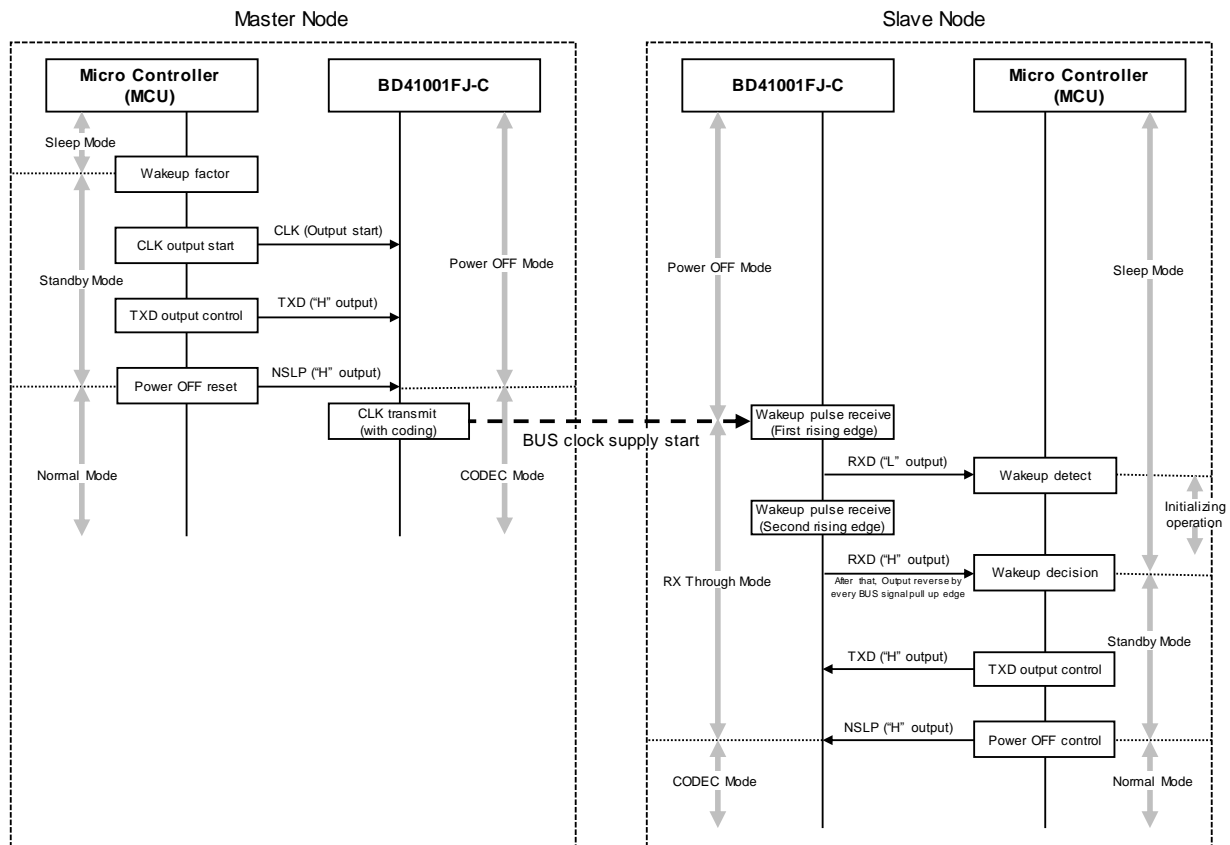 Master Node
Micro Controller
(MCU)
BD41001FJ-C
Sleep Mode
Wakeup factor
CLK output start
CLK (Output start)
Power OFF Mode
Standby Mode
TXD output control
TXD ("H" output)
Power OFF reset
NSLP ("H" output)
CLK transmit
(with coding)
Normal Mode
CODEC Mode
BUS clock supply start
Slave Node
BD41001FJ-C
Micro Controller
(MCU)
Power OFF Mode
Sleep Mode
Wakeup pulse receive
(First rising edge)
RXD ("L" output)
Wakeup detect
Initializing
operation
Wakeup pulse receive
(Second rising edge)
RXD ("H" output)
After that, Output reverse by
every BUS signal pull up edge
Wakeup decision
RX Through Mode
Standby Mode
TXD ("H" output)
TXD output control
NSLP ("H" output)
Power OFF control
CODEC Mode
Normal Mode